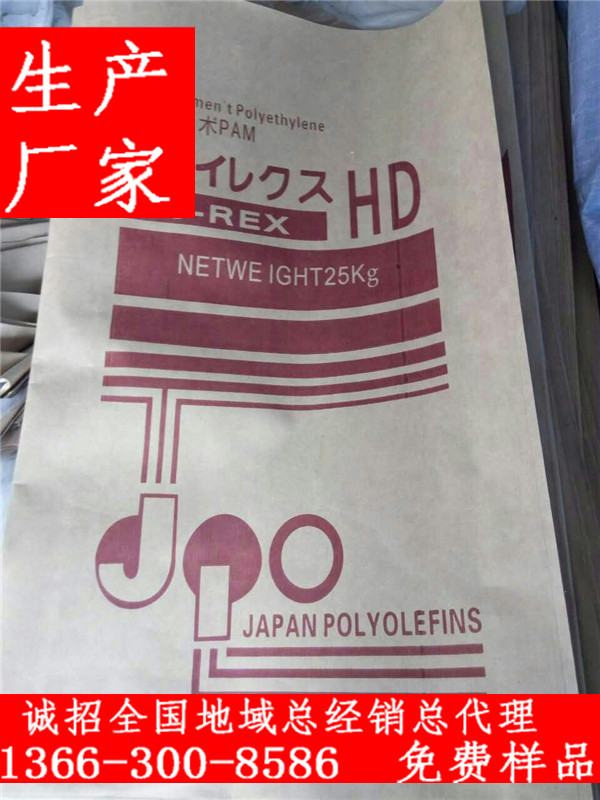 生产
厂家
men't Polyethylene
术PAM
イレクス HD
-REX
NETWE IGHT25Kg
JPO
JAPAN POLYOLEFINS
诚招全国地域总经销总代理
1366-300-8586 免费样品